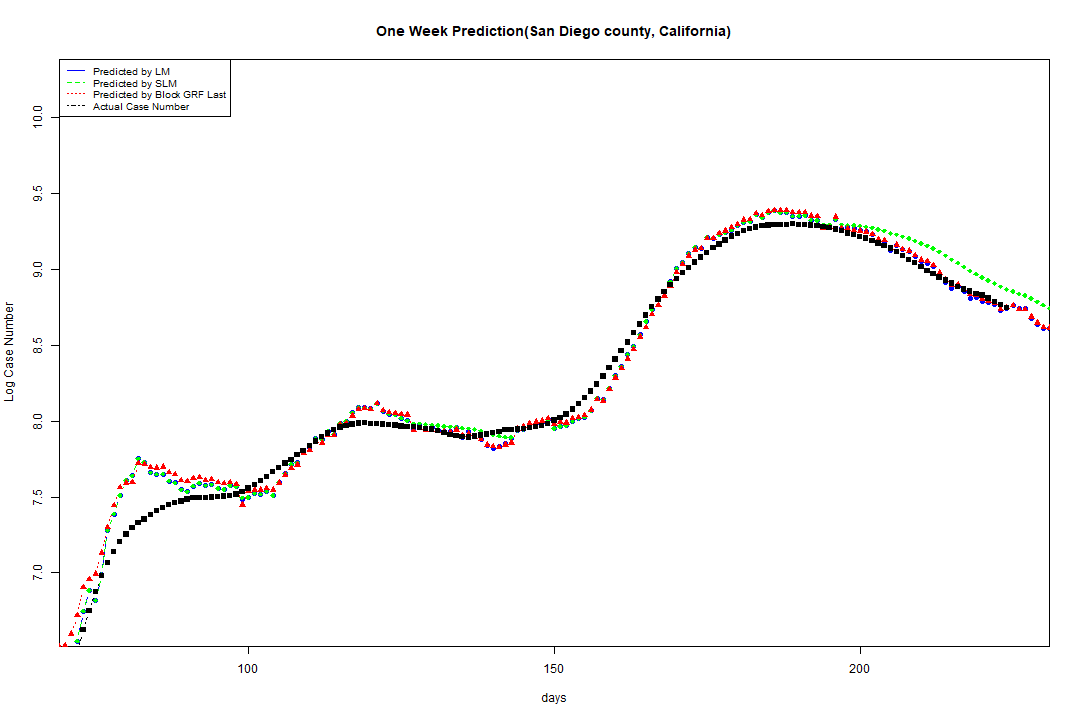 One Week Prediction(San Diego county, California)
Predicted by LM
Predicted by SLM
Predicted by Block GRF Last
Actual Case Number
Log Case Number
10.0
9.5
9.0
8.5
8.0
7.5
7.0
100
150
200
days